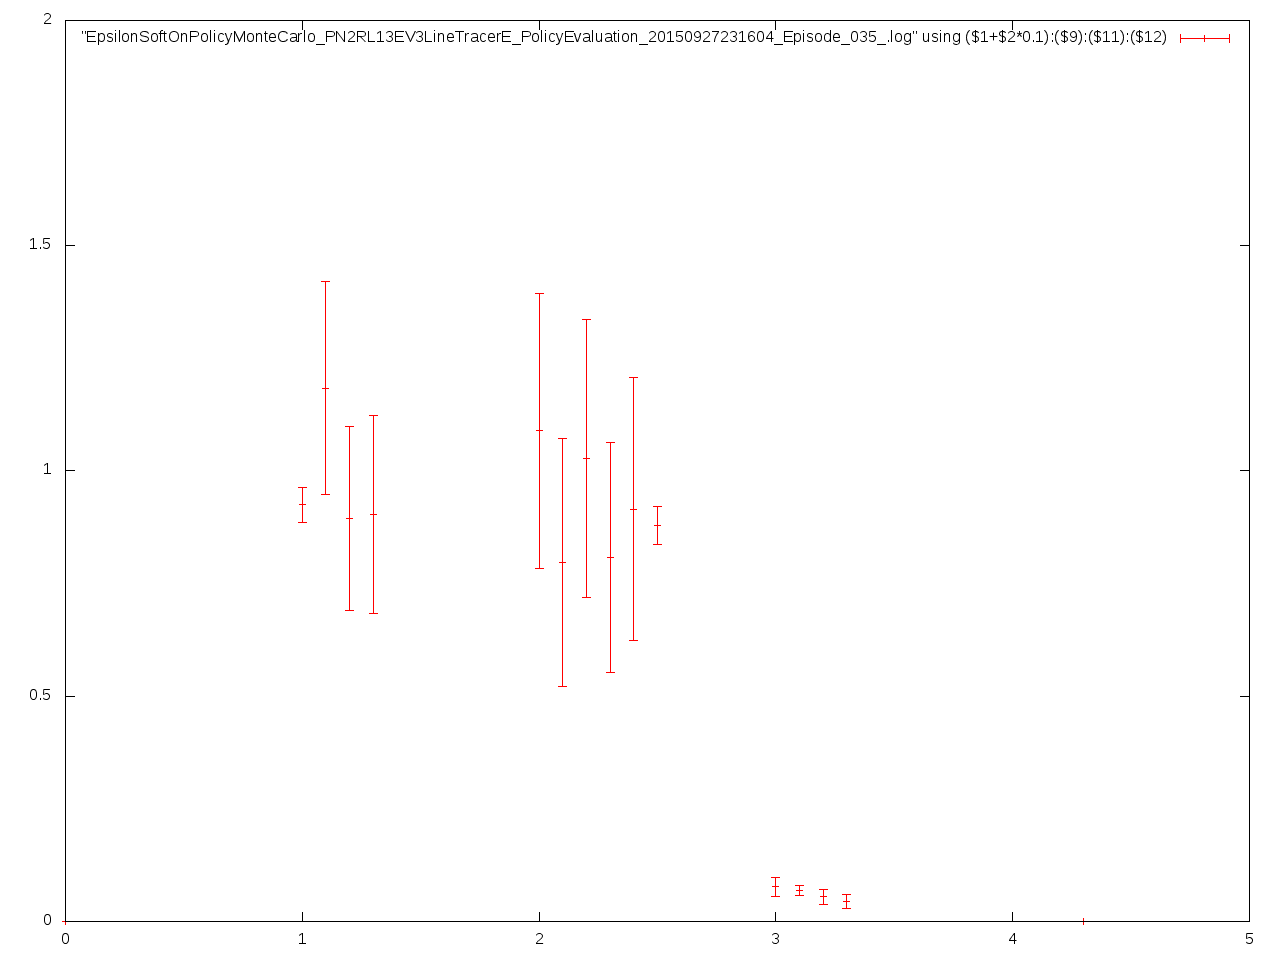 2
"EpsilonSoftOnPolicyMonteCarlo_PN2RL13EV3LineTracerE_PolicyEvaluation_20150927231604_Episode_035_.log" using ($1+$2*0.1):($9):($11):($12)
1.5
1
0.5
0
0 1 2 3 4 5